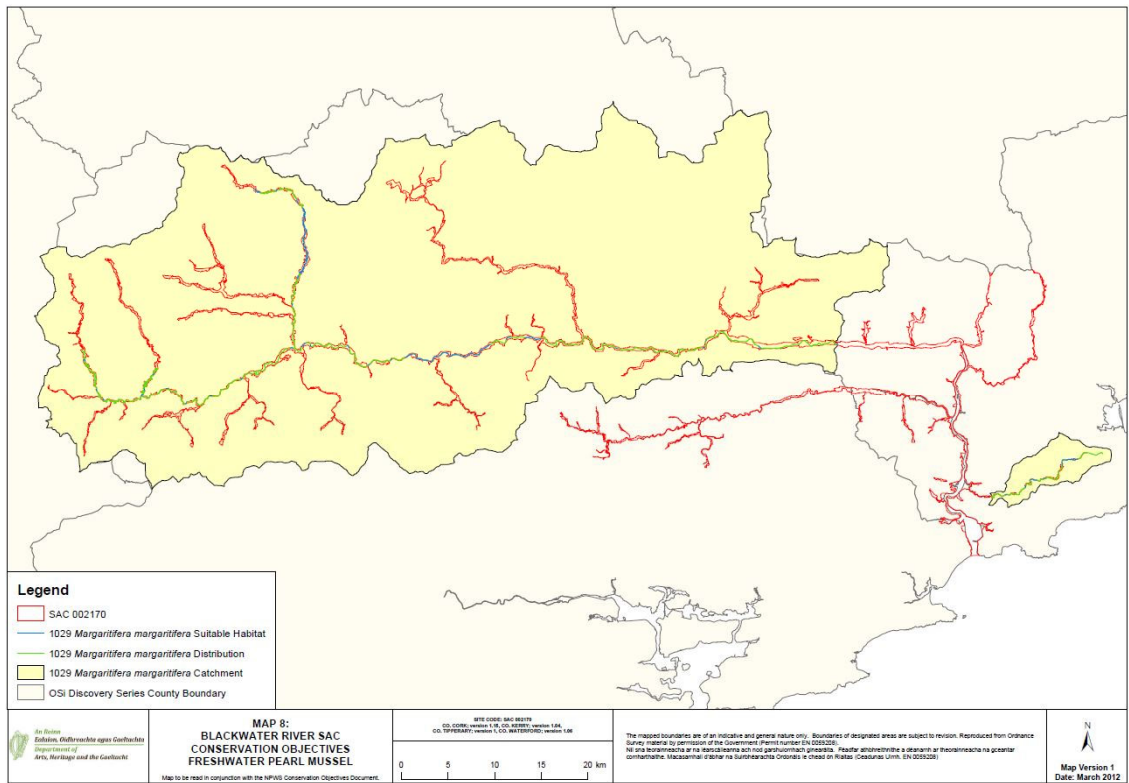 Legend
SAC 002170
1029 Margaritifera margaritifera Suitable Habitat
1029 Margaritifera margaritifera Distribution
1029 Margaritifera margaritifera Catchment
OSi Discovery Series County Boundary
An Roinn
Ealaíon, Oidhreachta agus Gaeltachta
Department of
Arts, Heritage and the Gaeltacht
MAP 8:
BLACKWATER RIVER SAC
CONSERVATION OBJECTIVES
FRESHWATER PEARL MUSSEL
Map to be read in conjunction with the NPWS Conservation Objectives Document.
SITE CODE: SAC 002170
CO. CORK; version 1.15, CO. KERRY; version 1.04,
CO. TIPPERARY; version 1, CO. WATERFORD; version 1.06
0 5 10 15 20 km
The mapped boundaries are of an indicative and general nature only. Boundaries of designated areas are subject to revision. Reproduced from Ordnance
Survey material by permission of the Government (Permit number EN 0059208).
N
Map Version 1
Date: March 2012